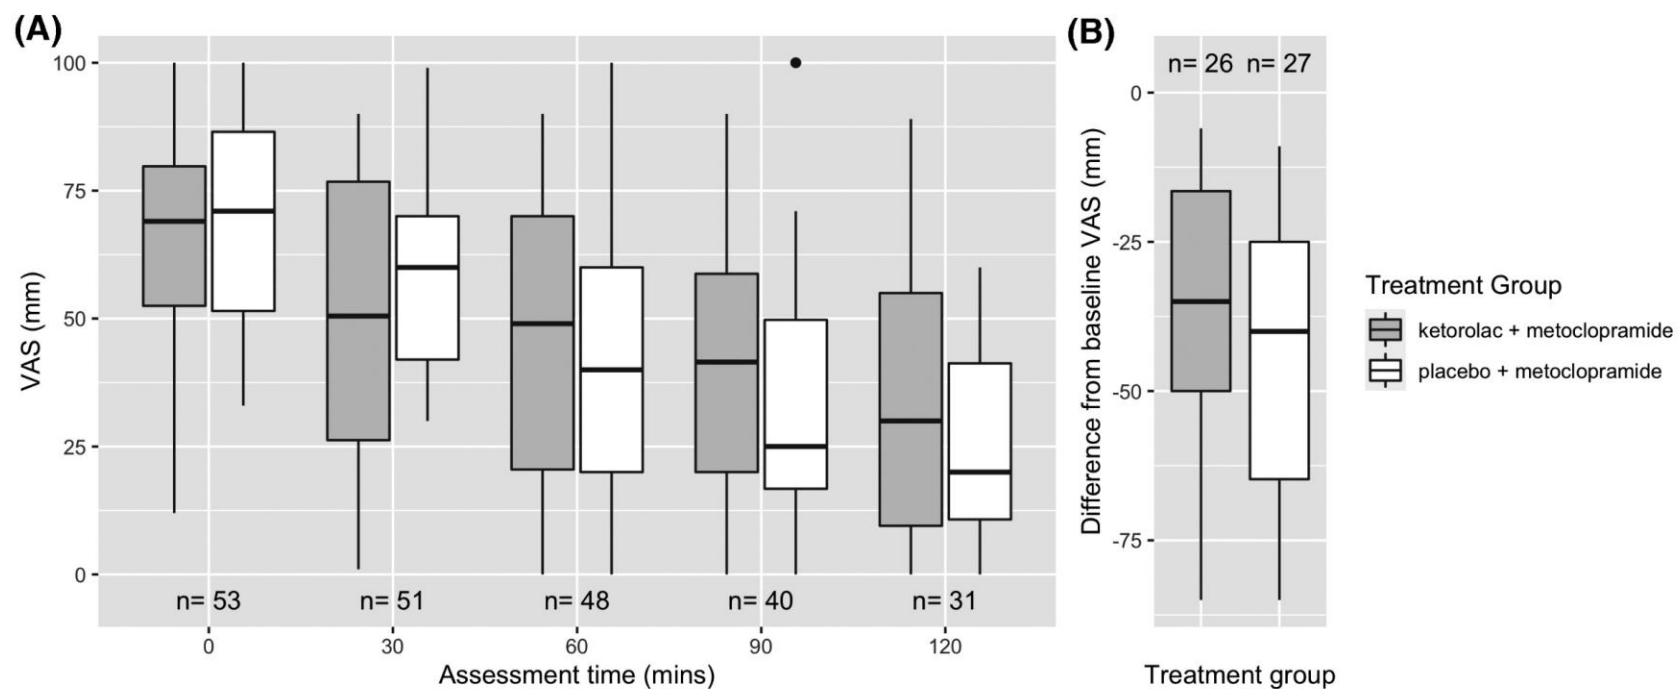 (A)
VAS (mm)
100
75
50
25
0
n= 53
n= 51
n= 48
n= 40
n= 31
0
30
60
90
120
Assessment time (mins)
(B)
Difference from baseline VAS (mm)
n= 26 n= 27
0
-25
-50
-75
Treatment group
Treatment Group
ketorolac + metoclopramide
placebo + metoclopramide